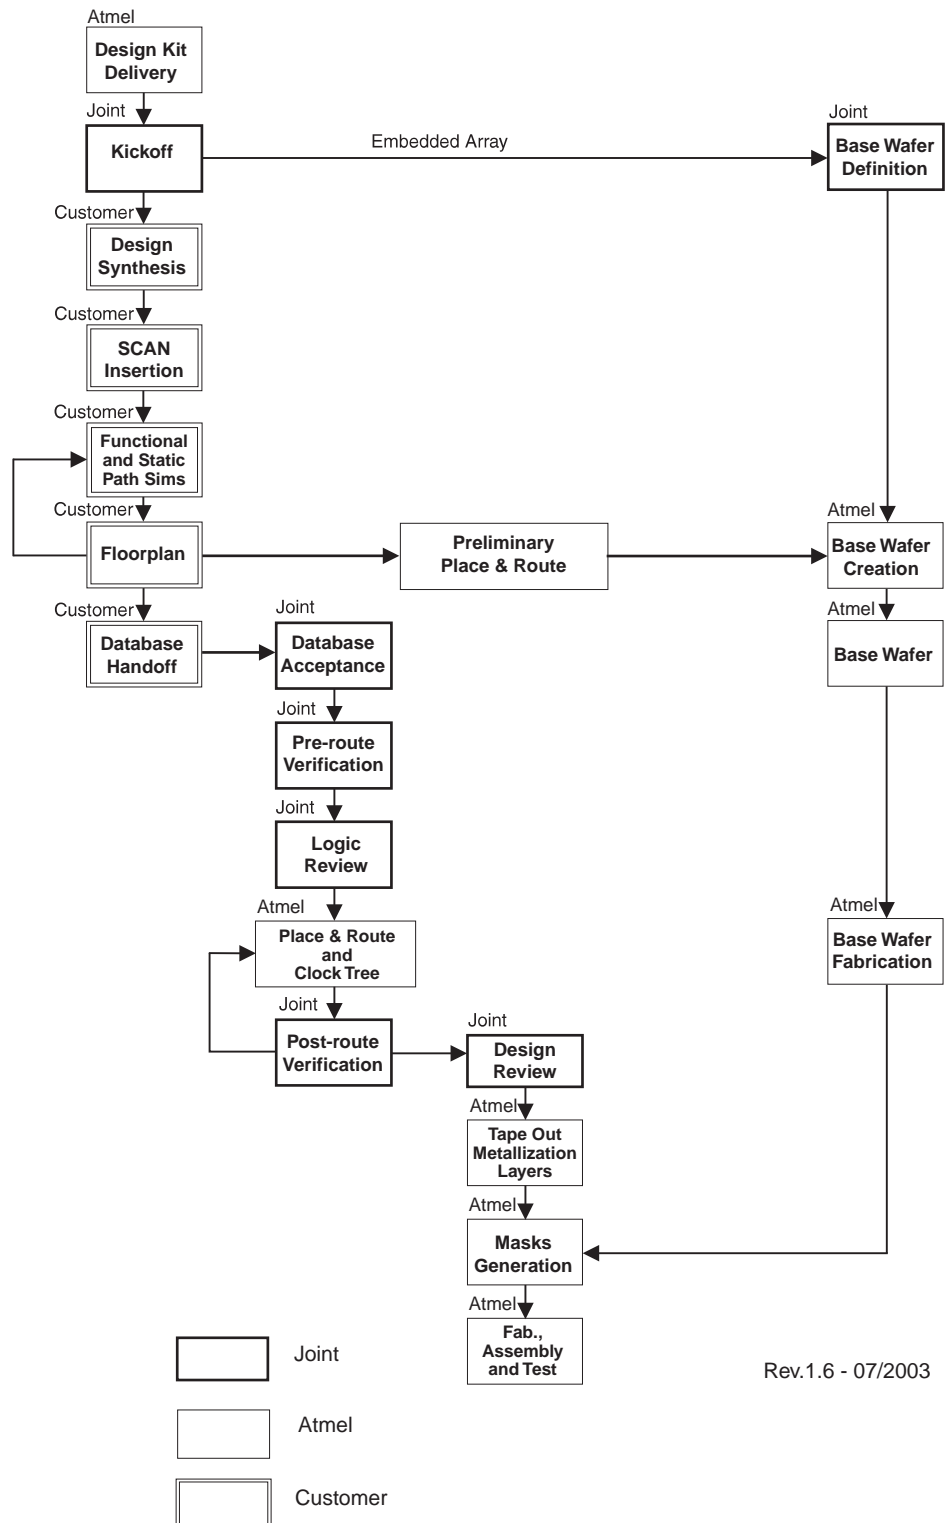 Atmel
Design Kit
Delivery
Joint
Kickoff
Embedded Array
Joint
Base Wafer
Definition
Customer
Design
Synthesis
Customer
SCAN
Insertion
Customer
Functional
and Static
Path Sims
Customer
Floorplan
Preliminary
Place & Route
Atmel
Base Wafer
Creation
Customer
Database
Handoff
Joint
Database
Acceptance
Atmel
Base Wafer
Joint
Pre-route
Verification
Joint
Logic
Review
Atmel
Place & Route
and
Clock Tree
Atmel
Base Wafer
Fabrication
Joint
Post-route
Verification
Joint
Design
Review
Atmel
Tape Out
Metallization
Layers
Atmel
Masks
Generation
Atmel
Fab.,
Assembly
and Test
Joint
Rev.1.6 - 07/2003
Atmel
Customer